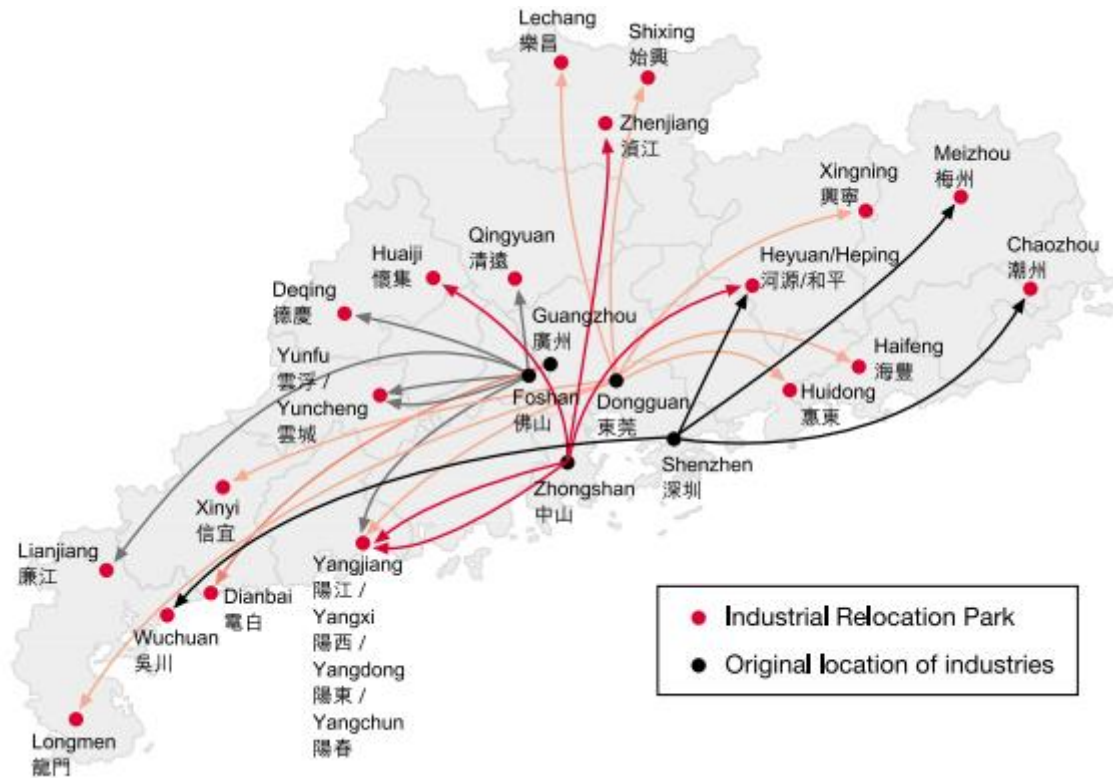 Lechang
樂昌
Shixing
始興
Zhenjiang
湞江
Meizhou
梅州
Xingning
興寧
Qingyuan
清遠
Huaiji
懷集
Heyuan/Heping
河源/和平
Chaozhou
潮州
Deqing
德慶
Guangzhou
廣州
Yunfu
雲浮 /
Yuncheng
雲城
Haifeng
海豐
Huidong
惠東
Foshan
佛山
Dongguan
東莞
Shenzhen
深圳
Zhongshan
中山
Xinyi
信宜
Lianjiang
廉江
Dianbai
電白
Yangjiang
陽江 /
Yangxi
陽西 /
Yangdong
陽東 /
Yangchun
陽春
Wuchuan
吳川
Longmen
龍門
Industrial Relocation Park
Original location of industries